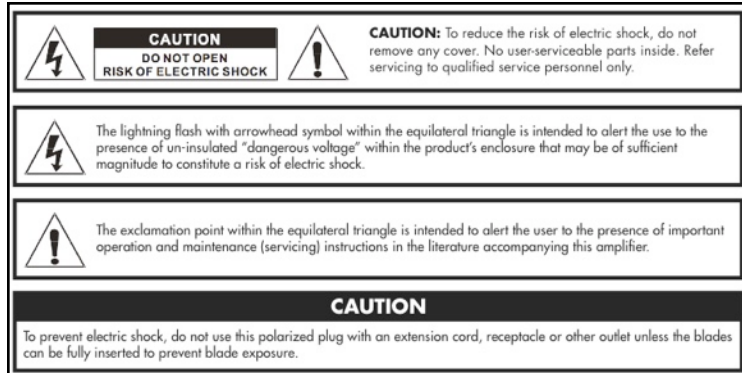 CAUTION
DO NOT OPEN
RISK OF ELECTRIC SHOCK
CAUTION: To reduce the risk of electric shock, do not
remove any cover. No user-serviceable parts inside. Refer
servicing to qualified service personnel only.
The lightning flash with arrowhead symbol within the equilateral triangle is intended to alert the use to the
presence of un-insulated “dangerous voltage” within the product’s enclosure that may be of sufficient
magnitude to constitute a risk of electric shock.
The exclamation point within the equilateral triangle is intended to alert the user to the presence of important
operation and maintenance (servicing) instructions in the literature accompanying this amplifier.
CAUTION
To prevent electric shock, do not use this polarized plug with an extension cord, receptacle or other outlet unless the blades
can be fully inserted to prevent blade exposure.